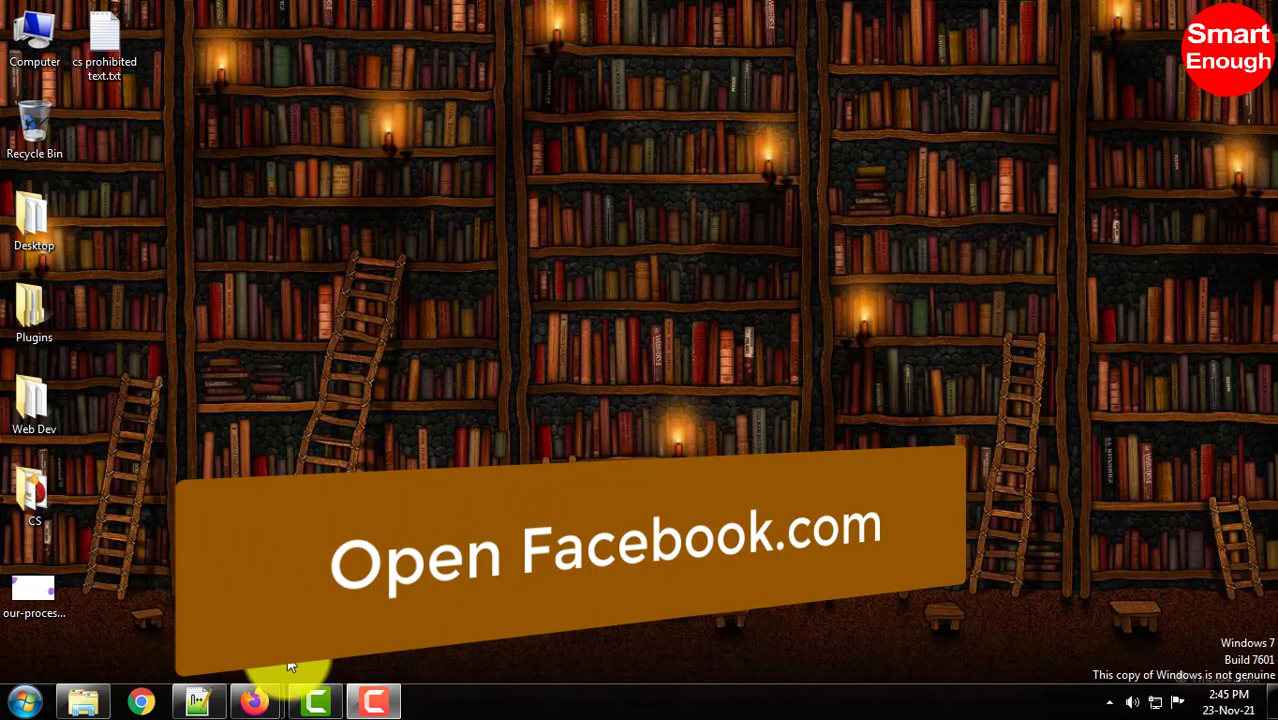 Smart
Enough
Computer
cs prohibited
text.txt
Recycle Bin
Desktop
Plugins
Web Dev
CS
our-proces...
Open Facebook.com
Windows 7
Build 7601
This copy of Windows is not genuine
2:45 PM
23-Nov-21